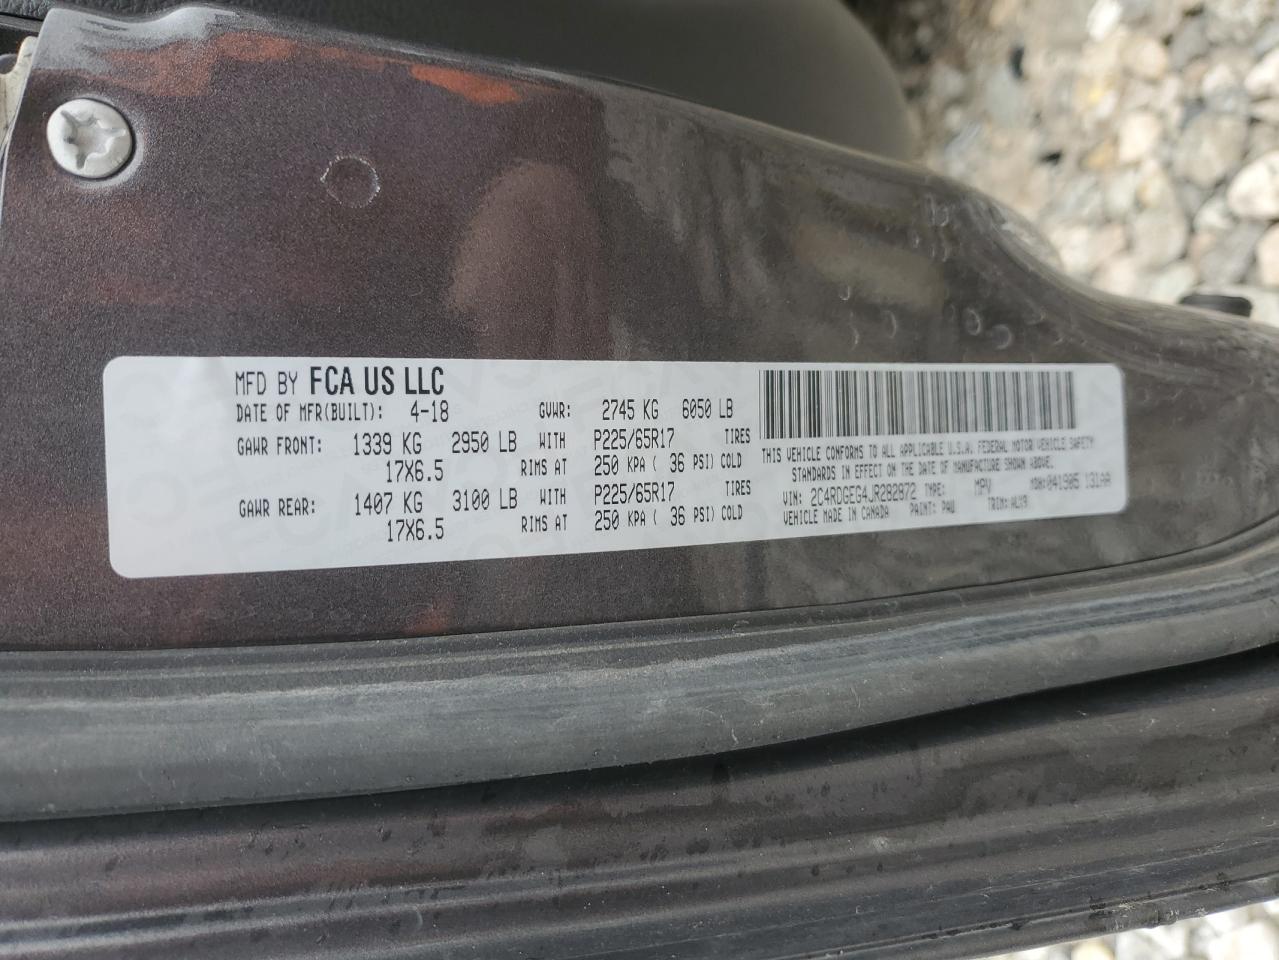 MFD BY FCA US LLC
DATE OF MFR(BUILT): 4-18 GVWR: 2745 KG 6050 LB
GAWR FRONT: 1339 KG 2950 LB WITH P225/65R17 TIRES
17X6.5 RIMS AT 250 KPA ( 36 PSI) COLD
GAWR REAR: 1407 KG 3100 LB WITH P225/65R17 TIRES
17X6.5 RIMS AT 250 KPA ( 36 PSI) COLD
THIS VEHICLE CONFORMS TO ALL APPLICABLE U.S.A. FEDERAL MOTOR VEHICLE SAFETY
STANDARDS IN EFFECT ON THE DATE OF MANUFACTURE SHOWN ABOVE.
VIN: 2C4RDGEG4JR282872 TYPE: MPV MDH: 041905 131AA
VEHICLE MADE IN CANADA PAINT: PAU TRIM: